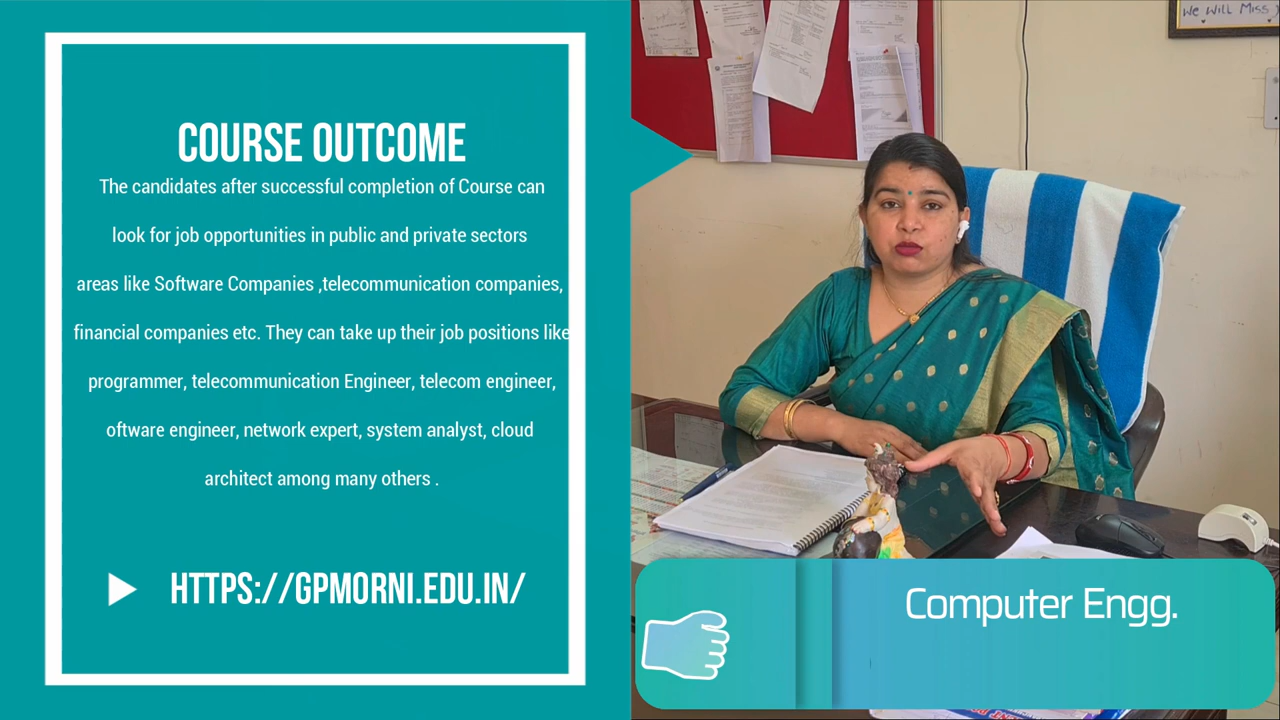 COURSE OUTCOME
The candidates after successful completion of Course can
look for job opportunities in public and private sectors
areas like Software Companies ,telecommunication companies,
financial companies etc. They can take up their job positions like
programmer, telecommunication Engineer, telecom engineer,
oftware engineer, network expert, system analyst, cloud
architect among many others .
HTTPS://GPMORNI.EDU.IN/
We Will Miss
Computer Engg.